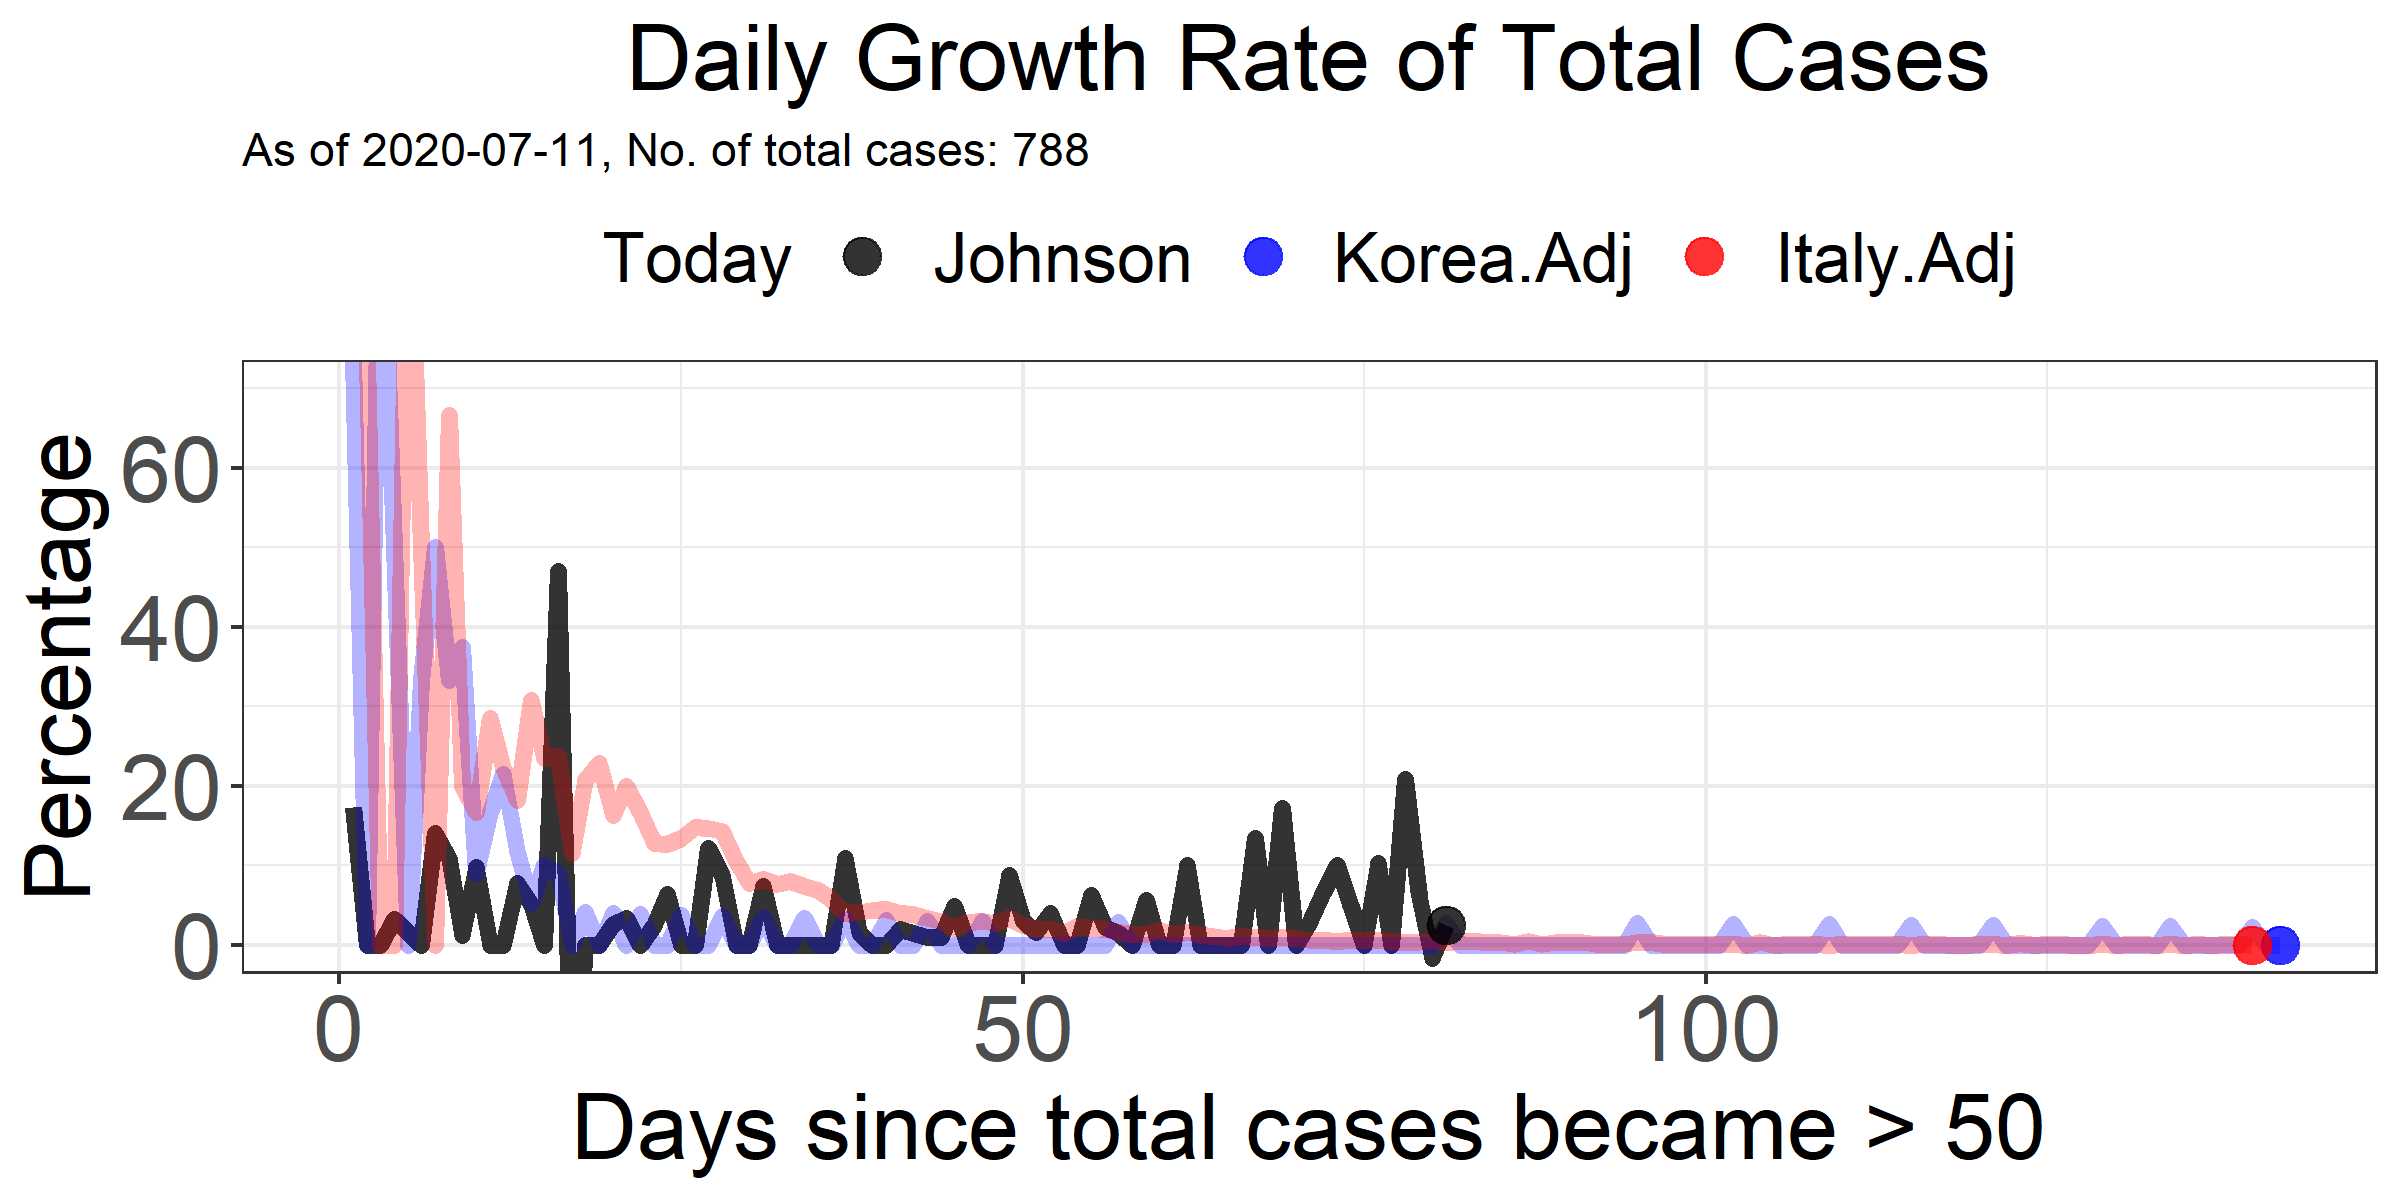 Daily Growth Rate of Total Cases
As of 2020-07-11, No. of total cases: 788
Today Johnson Korea.Adj Italy.Adj
Percentage
60
40
20
0
0 50 100
Days since total cases became > 50